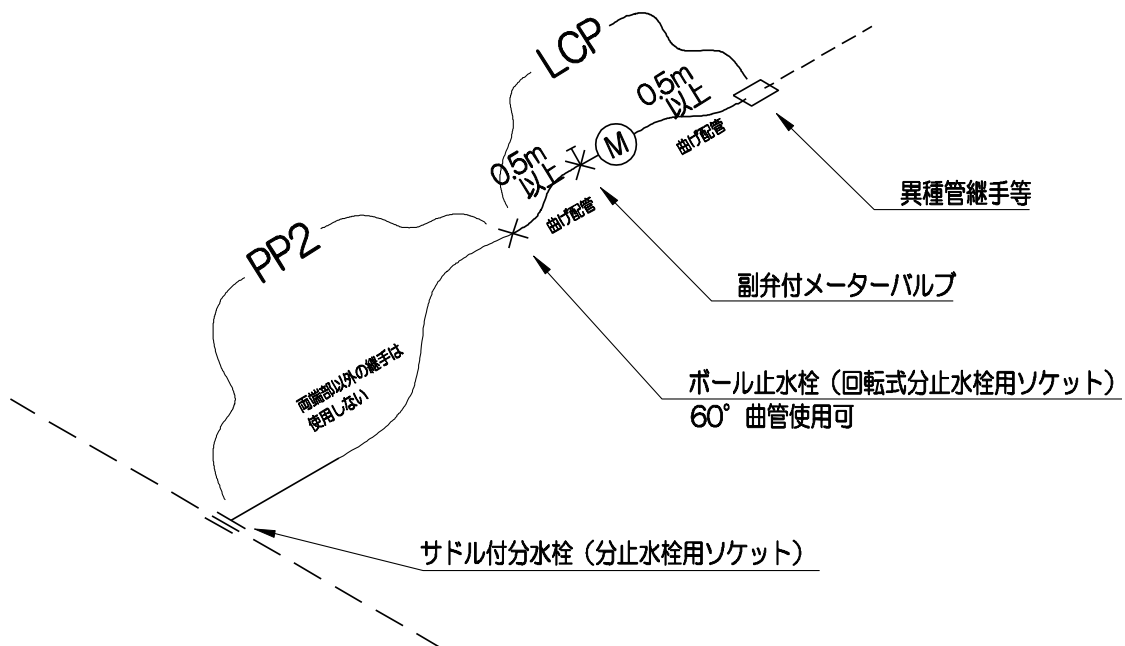 LCP
0.5m
以上
曲げ配管
M
0.5m
以上
曲げ配管
異種管継手等
PP2
副弁付メーターバルブ
両端部以外の継手は
使用しない
ボール止水栓（回転式分止水栓用ソケット）
60°曲管使用可
サドル付分水栓（分止水栓用ソケット）